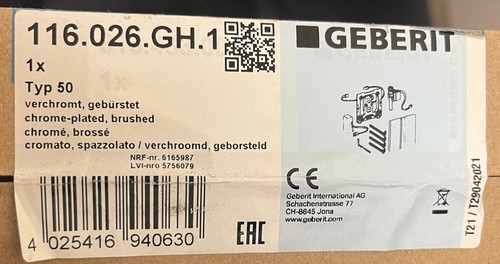 116.026.GH.1
GEBERIT
1x
Typ 50
verchromt, gebürstet
chrome-plated, brushed
chromé, brossé
cromato, spazzolato / verchroomd, geborsteld
NRF-nr. 6165987
LVI-nro 5756079
CE
Geberit International AG
Schachenstrasse 77
CH-8645 Jona
www.geberit.com
4 025416 940630
EAC
T21 / T29042021